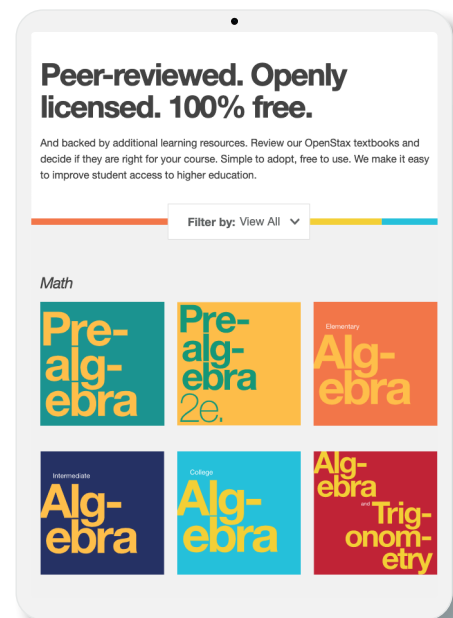 Peer-reviewed. Openly
licensed. 100% free.
And backed by additional learning resources. Review our OpenStax textbooks and
decide if they are right for your course. Simple to adopt, free to use. We make it easy
to improve student access to higher education.
Filter by: View All
Math
Pre-
alg-
ebra
Pre-
alg-
ebra
2e.
Elementary
Alg-
ebra
Intermediate
Alg-
ebra
College
Alg-
ebra
Alg-
ebra
and
Trig-
onom-
etry